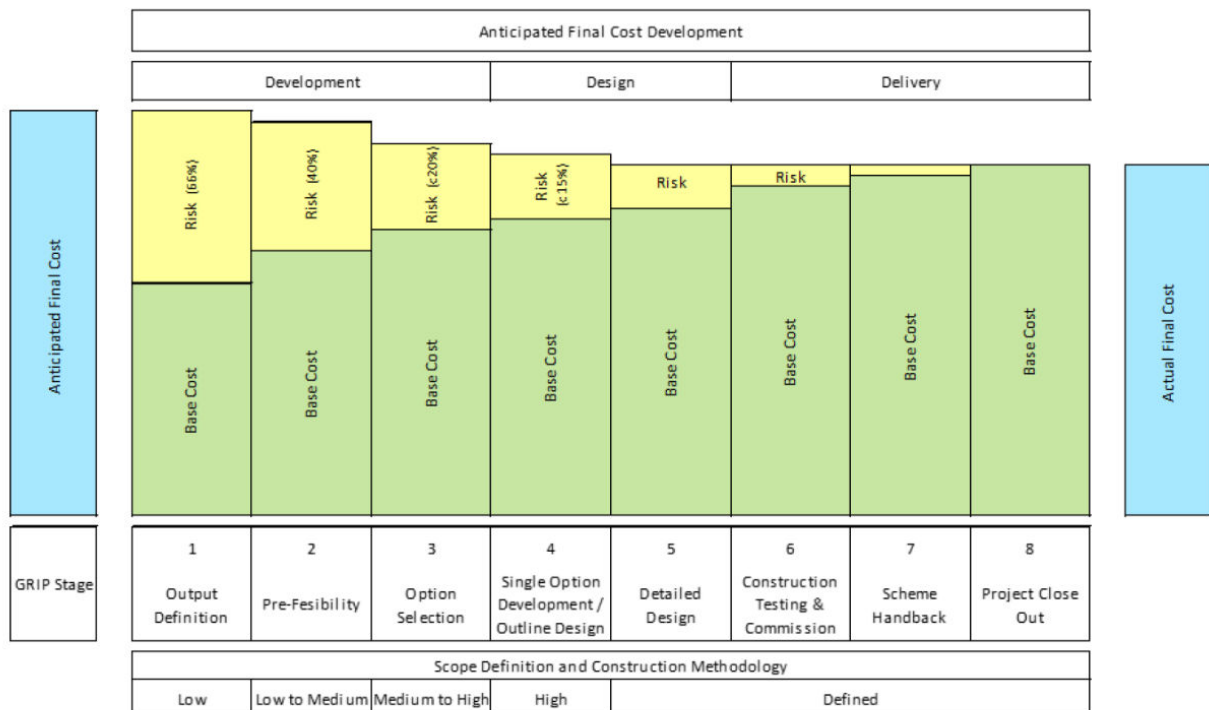 Anticipated Final Cost Development
Development
Design
Delivery
Anticipated Final Cost
Risk (66%)
Base Cost
Risk (40%)
Base Cost
Risk (c20%)
Base Cost
Risk
(c15%)
Base Cost
Risk
Base Cost
Risk
Base Cost
Base Cost
Base Cost
Actual Final Cost
GRIP Stage
1
Output
Definition
2
Pre-Fesibility
3
Option
Selection
4
Single Option
Development /
Outline Design
5
Detailed
Design
6
Construction
Testing &
Commission
7
Scheme
Handback
8
Project Close
Out
Scope Definition and Construction Methodology
Low
Low to Medium
Medium to High
High
Defined